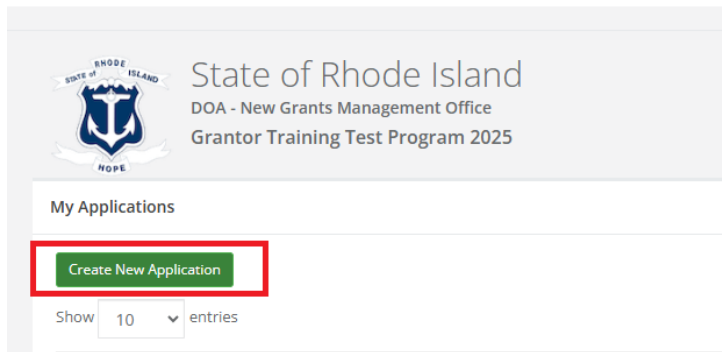 STATE of RHODE ISLAND
HOPE
State of Rhode Island
DOA - New Grants Management Office
Grantor Training Test Program 2025
My Applications
Create New Application
Show 10 entries